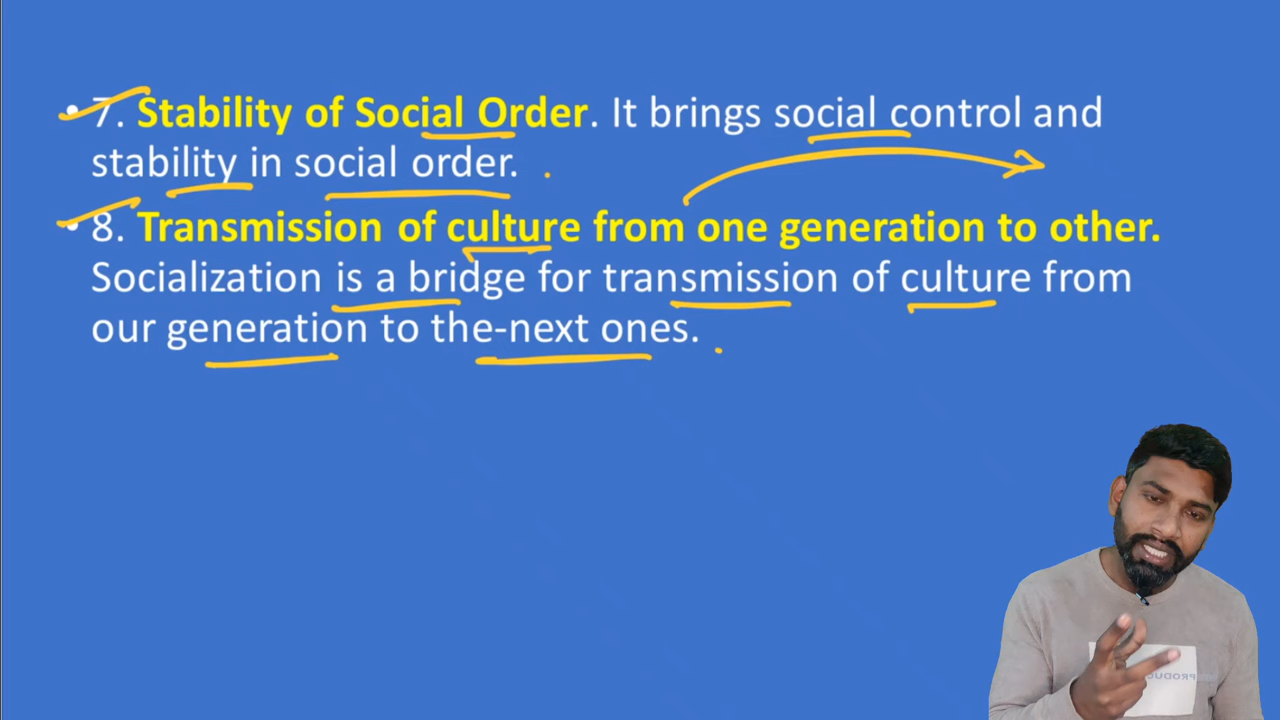 • 7. Stability of Social Order. It brings social control and
stability in social order.
• 8. Transmission of culture from one generation to other.
Socialization is a bridge for transmission of culture from
our generation to the-next ones.